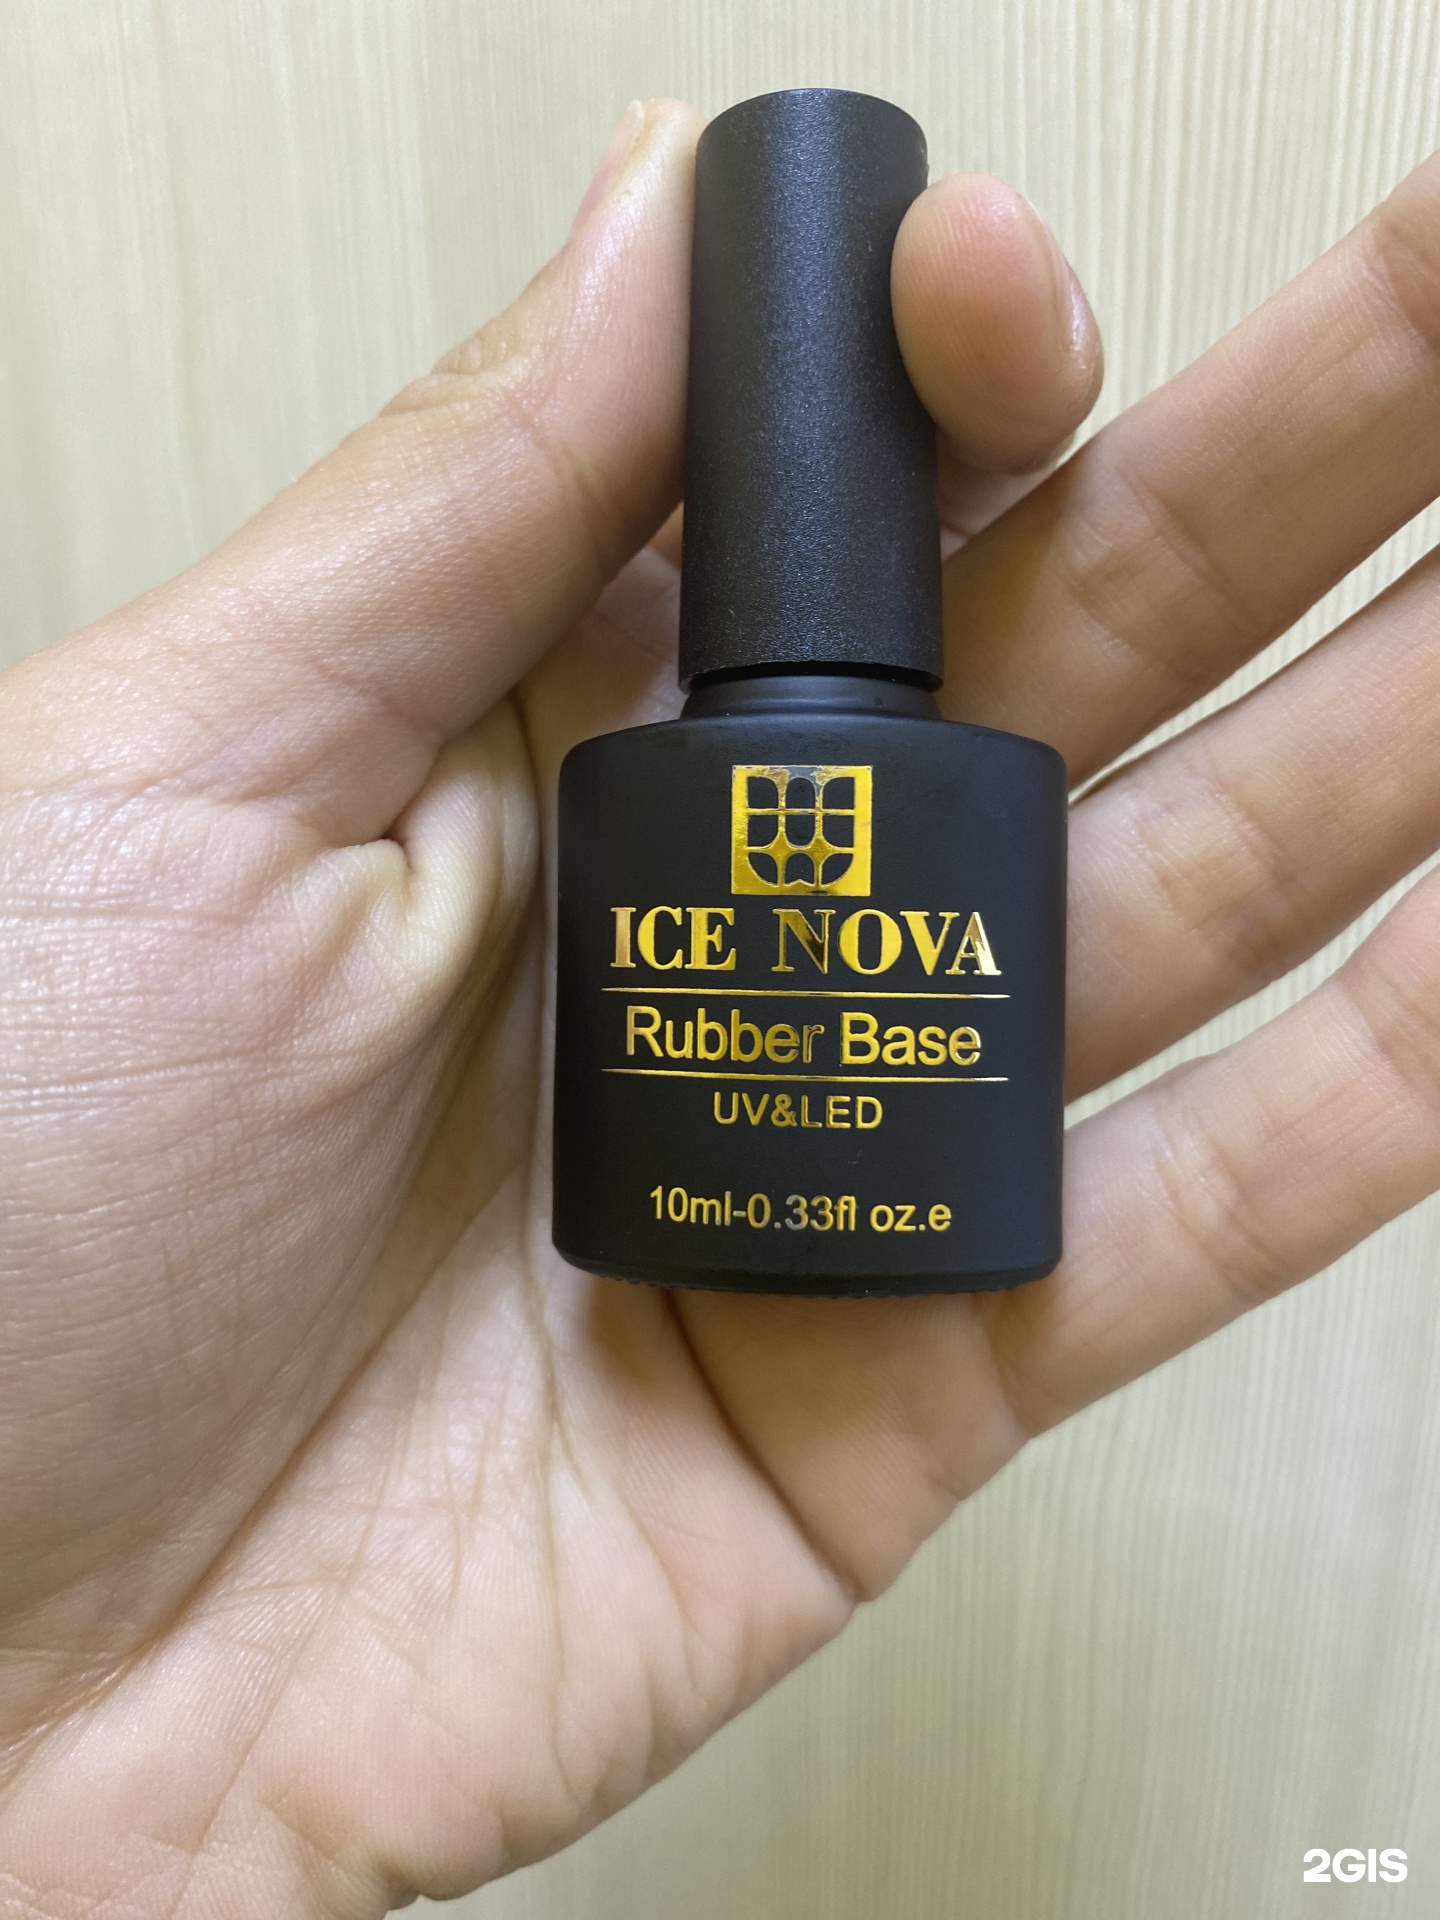 ICE NOVA
Rubber Base
UV&LED
10ml-0.33fl oz.e
2GIS